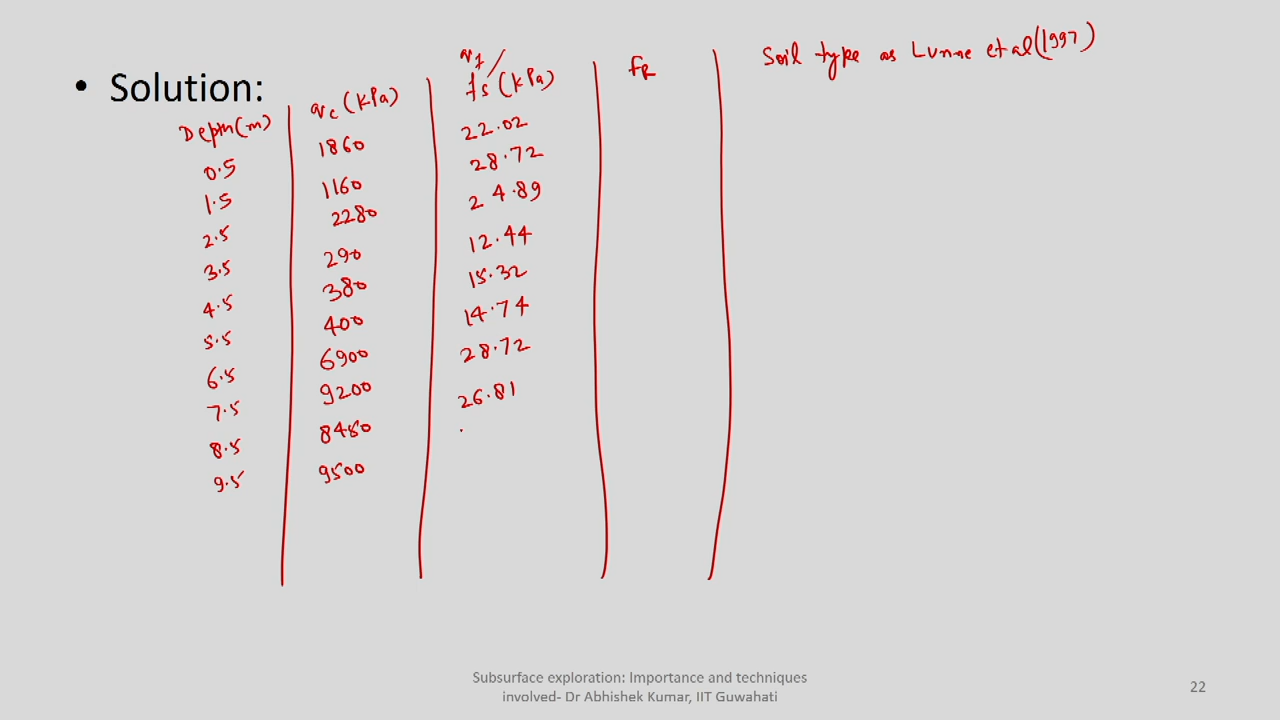 • Solution:
Depth(m) qc (kPa) qf / fs (kPa) fR Soil type as Lunne et al (1997)
0.5 1860 22.02
1.5 1160 28.72
2.5 2280 24.89
3.5 290 12.44
4.5 380 15.32
5.5 400 14.74
6.5 6900 28.72
7.5 9200 26.81
8.5 8450
9.5 9500
Subsurface exploration: Importance and techniques
involved- Dr Abhishek Kumar, IIT Guwahati
22